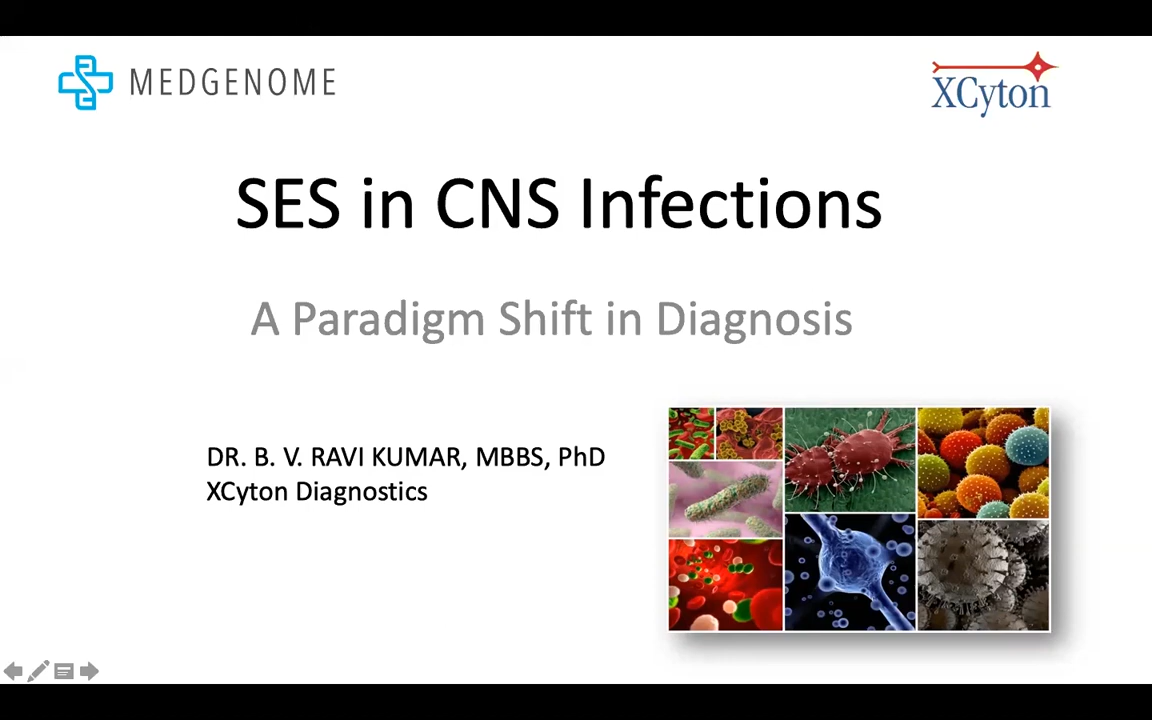 MEDGENOME
XCyton
SES in CNS Infections
A Paradigm Shift in Diagnosis
DR. B. V. RAVI KUMAR, MBBS, PhD
XCyton Diagnostics